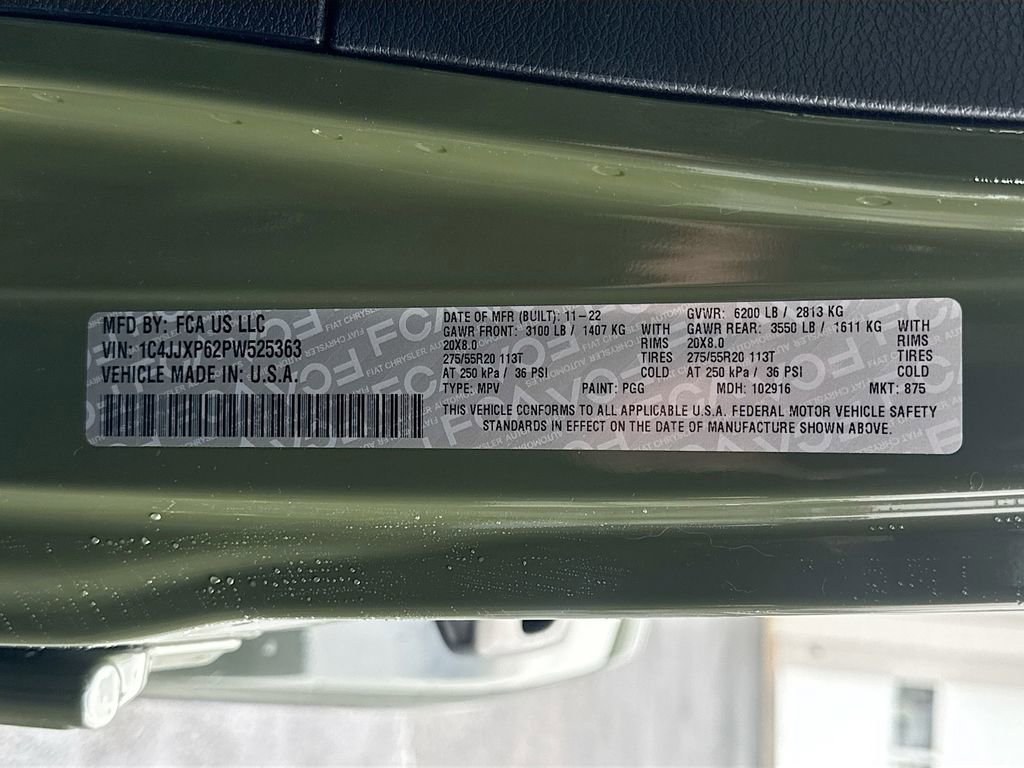 MFD BY: FCA US LLC
VIN: 1C4JJXP62PW525363
VEHICLE MADE IN: U.S.A.
DATE OF MFR (BUILT): 11-22
GAWR FRONT: 3100 LB / 1407 KG WITH
20X8.0 RIMS
275/55R20 113T TIRES
AT 250 kPa / 36 PSI COLD
TYPE: MPV PAINT: PGG
GVWR: 6200 LB / 2813 KG
GAWR REAR: 3550 LB / 1611 KG WITH
20X8.0 RIMS
275/55R20 113T TIRES
AT 250 kPa / 36 PSI COLD
MDH: 102916 MKT: 875
THIS VEHICLE CONFORMS TO ALL APPLICABLE U.S.A. FEDERAL MOTOR VEHICLE SAFETY
STANDARDS IN EFFECT ON THE DATE OF MANUFACTURE SHOWN ABOVE.